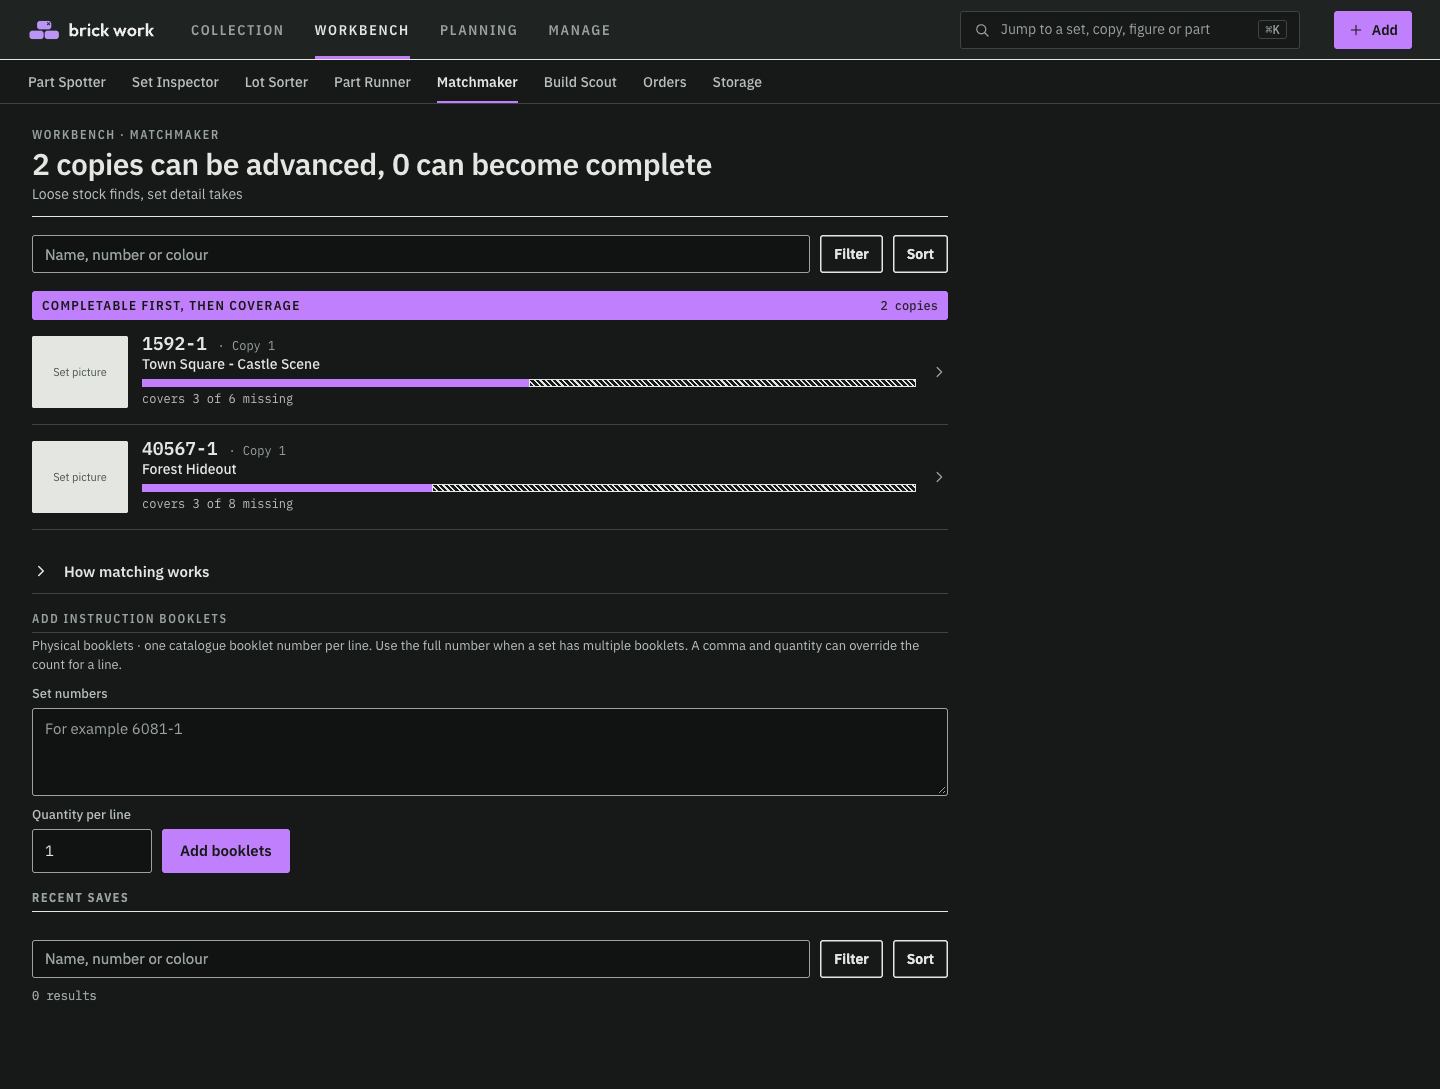 brick work
COLLECTION WORKBENCH PLANNING MANAGE
Jump to a set, copy, figure or part ⌘K
+ Add
Part Spotter Set Inspector Lot Sorter Part Runner Matchmaker Build Scout Orders Storage
WORKBENCH · MATCHMAKER
2 copies can be advanced, 0 can become complete
Loose stock finds, set detail takes
Name, number or colour Filter Sort
COMPLETABLE FIRST, THEN COVERAGE 2 copies
Set picture
1592-1 · Copy 1
Town Square - Castle Scene
covers 3 of 6 missing
Set picture
40567-1 · Copy 1
Forest Hideout
covers 3 of 8 missing
How matching works
ADD INSTRUCTION BOOKLETS
Physical booklets · one catalogue booklet number per line. Use the full number when a set has multiple booklets. A comma and quantity can override the
count for a line.
Set numbers
For example 6081-1
Quantity per line
1 Add booklets
RECENT SAVES
Name, number or colour Filter Sort
0 results